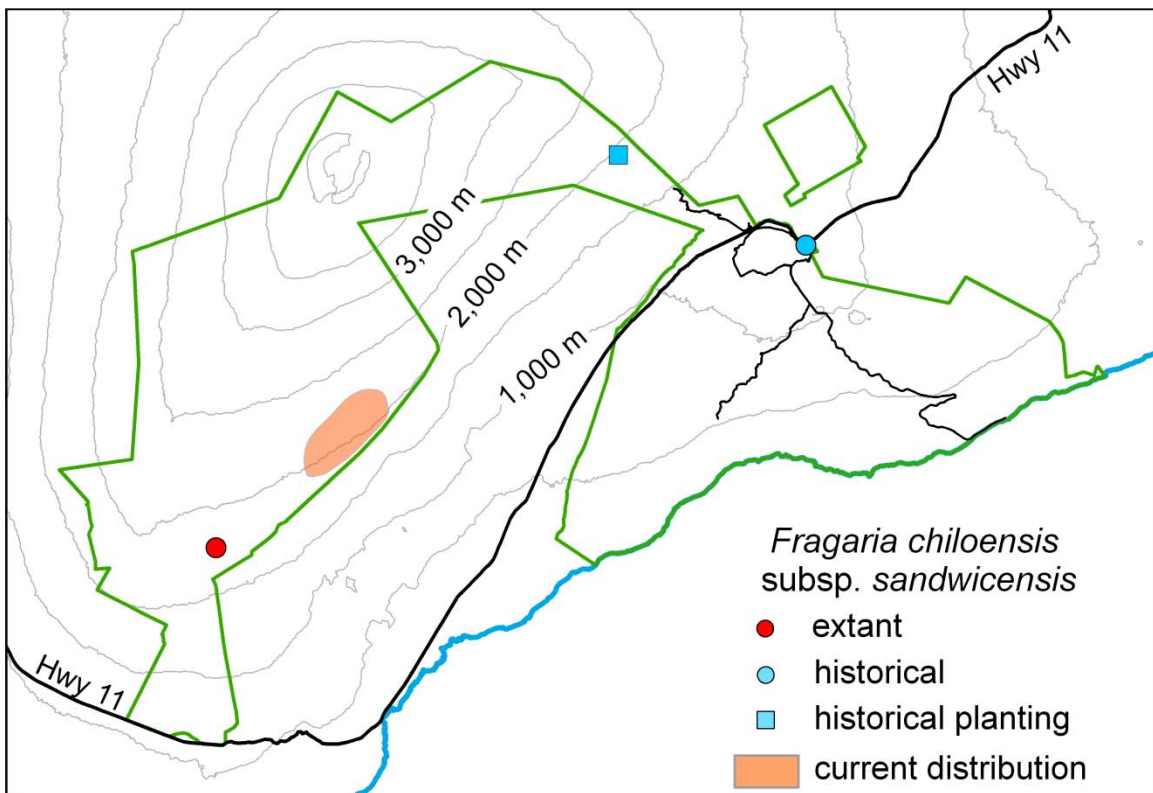 Hwy 11
3,000 m
2,000 m
1,000 m
Hwy 11
Fragaria chiloensis
subsp. sandwicensis
extant
historical
historical planting
current distribution